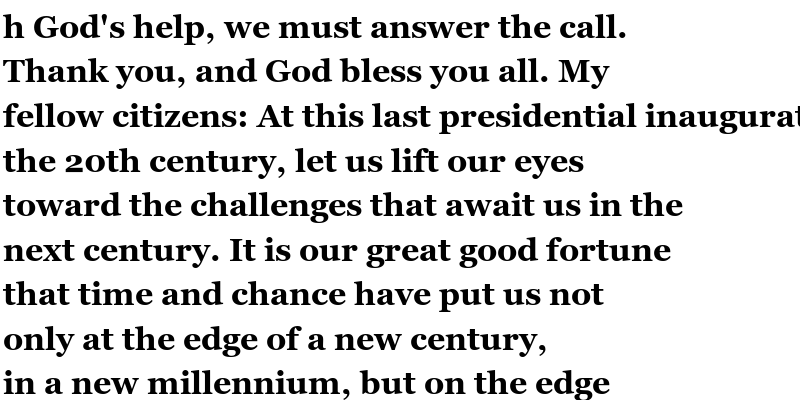 h God's help, we must answer the call.
Thank you, and God bless you all. My
fellow citizens: At this last presidential
the 20th century, let us lift our eyes
toward the challenges that await us in the
next century. It is our great good fortune
that time and chance have put us not
only at the edge of a new century,
in a new millennium, but on the edge